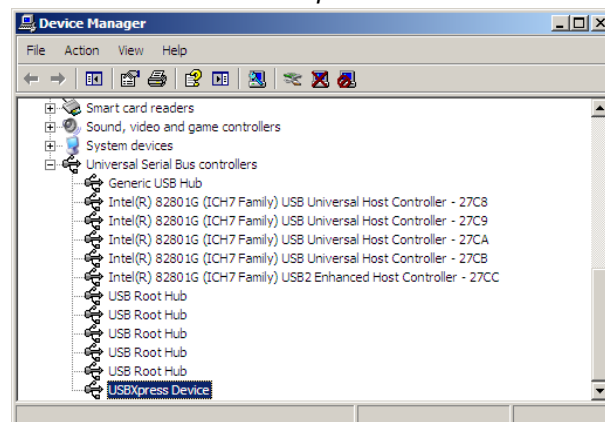 Device Manager
File Action View Help
Smart card readers
Sound, video and game controllers
System devices
Universal Serial Bus controllers
Generic USB Hub
Intel(R) 82801G (ICH7 Family) USB Universal Host Controller - 27C8
Intel(R) 82801G (ICH7 Family) USB Universal Host Controller - 27C9
Intel(R) 82801G (ICH7 Family) USB Universal Host Controller - 27CA
Intel(R) 82801G (ICH7 Family) USB Universal Host Controller - 27CB
Intel(R) 82801G (ICH7 Family) USB2 Enhanced Host Controller - 27CC
USB Root Hub
USB Root Hub
USB Root Hub
USB Root Hub
USB Root Hub
USBXpress Device